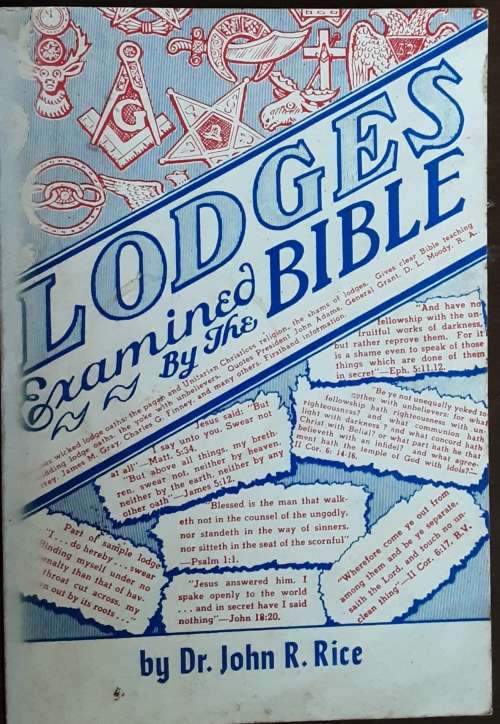 G
32
LODGES
Examined
By The
BIBLE
wicked lodge oaths, the pagan and Unitarian Christless religion, the shams of lodges. Gives clear Bible teaching
lodge oaths, the yoke with unbelievers. Quotes President John Adams, General Grant, D. L. Moody, R. A.
rrey, James M. Gray, Charles G. Finney, and many others. Firsthand information.
"And have no
fellowship with the un-
fruitful works of darkness,
but rather reprove them. For it
is a shame even to speak of those
things which are done of them
in secret"—Eph. 5:11,12.
Jesus said: "But
I say unto you, Swear not
at all"—Matt. 5:34.
"But above all things, my breth-
ren, swear not, neither by heaven,
neither by the earth, neither by any
other oath"—James 5:12.
Be ye not unequally yoked to-
gether with unbelievers: for what
fellowship hath righteousness with un-
righteousness? and what communion hath
light with darkness? and what concord hath
Christ with Belial? or what part hath he that
believeth with an infidel? and what agree-
ment hath the temple of God with idols?—
II Cor. 6: 14-16.
"Blessed is the man that walk-
eth not in the counsel of the ungodly,
nor standeth in the way of sinners,
nor sitteth in the seat of the scornful"
—Psalm 1:1.
Part of sample lodge
"I . . . do hereby . . . swear
binding myself under no
penalty than that of hav-
throat cut across, my
out by its roots . . ."
"Jesus answered him, I
spake openly to the world
. . . and in secret have I said
nothing"—John 18:20.
"Wherefore come ye out from
among them and be ye separate,
saith the Lord, and touch no un-
clean thing"—II Cor. 6:17, R.V.
by Dr. John R. Rice